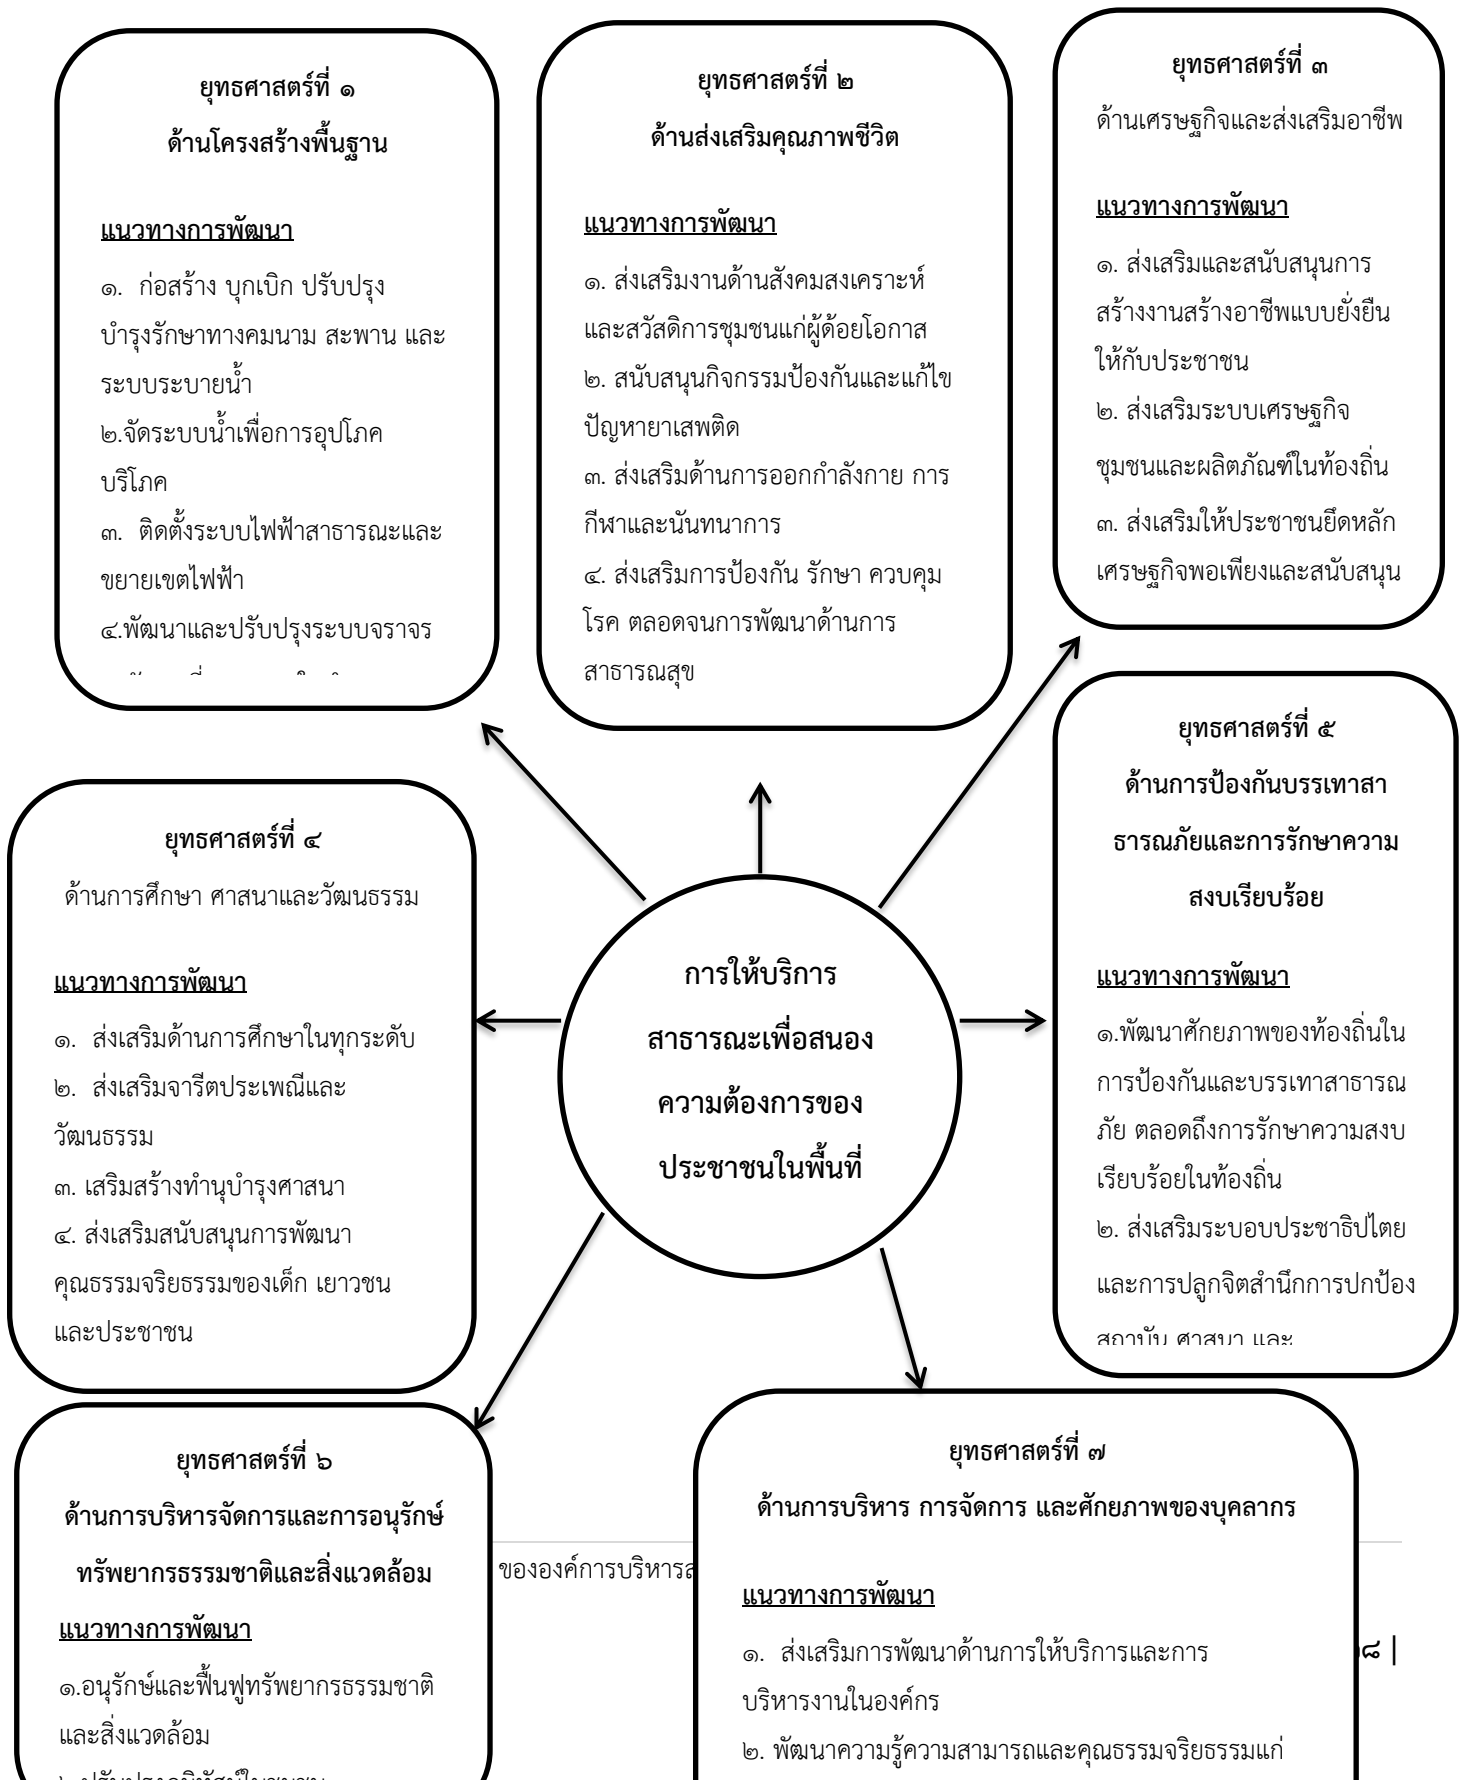 ยุทธศาสตร์ที่ ๑
ด้านโครงสร้างพื้นฐาน
แนวทางการพัฒนา
๑. ก่อสร้าง บุกเบิก ปรับปรุง
บำรุงรักษาทางคมนาม สะพาน และ
ระบบระบายน้ำ
๒.จัดระบบน้ำเพื่อการอุปโภค
บริโภค
๓. ติดตั้งระบบไฟฟ้าสาธารณะและ
ขยายเขตไฟฟ้า
๔.พัฒนาและปรับปรุงระบบจราจร
ยุทธศาสตร์ที่ ๒
ด้านส่งเสริมคุณภาพชีวิต
แนวทางการพัฒนา
๑. ส่งเสริมงานด้านสังคมสงเคราะห์
และสวัสดิการชุมชนแก่ผู้ด้อยโอกาส
๒. สนับสนุนกิจกรรมป้องกันและแก้ไข
ปัญหายาเสพติด
๓. ส่งเสริมด้านการออกกำลังกาย การ
กีฬาและนันทนาการ
๔. ส่งเสริมการป้องกัน รักษา ควบคุม
โรค ตลอดจนการพัฒนาด้านการ
สาธารณสุข
ยุทธศาสตร์ที่ ๓
ด้านเศรษฐกิจและส่งเสริมอาชีพ
แนวทางการพัฒนา
๑. ส่งเสริมและสนับสนุนการ
สร้างงานสร้างอาชีพแบบยั่งยืน
ให้กับประชาชน
๒. ส่งเสริมระบบเศรษฐกิจ
ชุมชนและผลิตภัณฑ์ในท้องถิ่น
๓. ส่งเสริมให้ประชาชนยึดหลัก
เศรษฐกิจพอเพียงและสนับสนุน
ยุทธศาสตร์ที่ ๔
ด้านการศึกษา ศาสนาและวัฒนธรรม
แนวทางการพัฒนา
๑. ส่งเสริมด้านการศึกษาในทุกระดับ
๒. ส่งเสริมจารีตประเพณีและ
วัฒนธรรม
๓. เสริมสร้างทำนุบำรุงศาสนา
๔. ส่งเสริมสนับสนุนการพัฒนา
คุณธรรมจริยธรรมของเด็ก เยาวชน
และประชาชน
การให้บริการ
สาธารณะเพื่อสนอง
ความต้องการของ
ประชาชนในพื้นที่
ยุทธศาสตร์ที่ ๕
ด้านการป้องกันบรรเทาสา
ธารณภัยและการรักษาความ
สงบเรียบร้อย
แนวทางการพัฒนา
๑.พัฒนาศักยภาพของท้องถิ่นใน
การป้องกันและบรรเทาสาธารณ
ภัย ตลอดถึงการรักษาความสงบ
เรียบร้อยในท้องถิ่น
๒. ส่งเสริมระบอบประชาธิปไตย
และการปลูกจิตสำนึกการปกป้อง
สถาบัน ศาสนา และ
ยุทธศาสตร์ที่ ๖
ด้านการบริหารจัดการและการอนุรักษ์
ทรัพยากรธรรมชาติและสิ่งแวดล้อม
แนวทางการพัฒนา
๑.อนุรักษ์และฟื้นฟูทรัพยากรธรรมชาติ
และสิ่งแวดล้อม
ขององค์การบริหารส
ยุทธศาสตร์ที่ ๗
ด้านการบริหาร การจัดการ และศักยภาพของบุคลากร
แนวทางการพัฒนา
๑. ส่งเสริมการพัฒนาด้านการให้บริการและการ
บริหารงานในองค์กร
๒. พัฒนาความรู้ความสามารถและคุณธรรมจริยธรรมแก่
๘ |